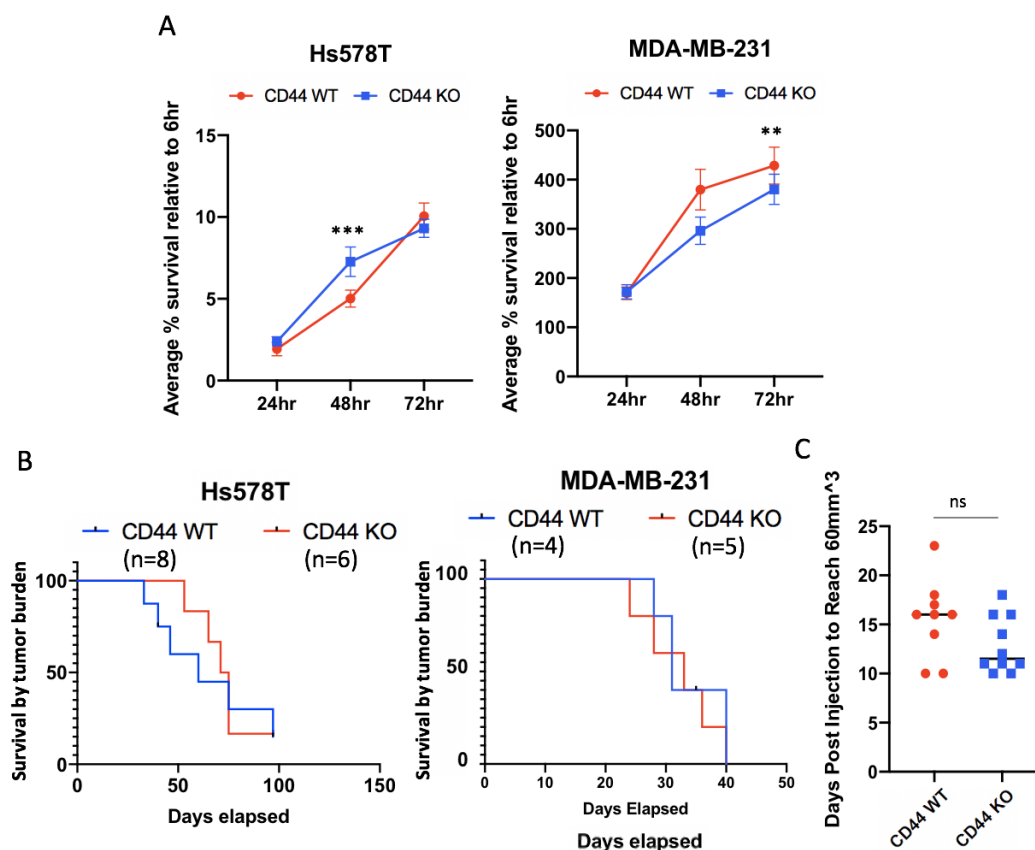 A
Hs578T
CD44 WT CD44 KO
Average % survival relative to 6hr
15
10
5
0
***
24hr 48hr 72hr
MDA-MB-231
CD44 WT CD44 KO
Average % survival relative to 6hr
500
400
300
200
100
0
**
24hr 48hr 72hr
B
Hs578T
CD44 WT CD44 KO
(n=8) (n=6)
Survival by tumor burden
100
50
0
0 50 100 150
Days elapsed
MDA-MB-231
CD44 WT CD44 KO
(n=4) (n=5)
Survival by tumor burden
100
50
0
0 10 20 30 40 50
Days Elapsed
Days elapsed
C
Days Post Injection to Reach 60mm^3
ns
25
20
15
10
5
0
CD44 WT
CD44 KO